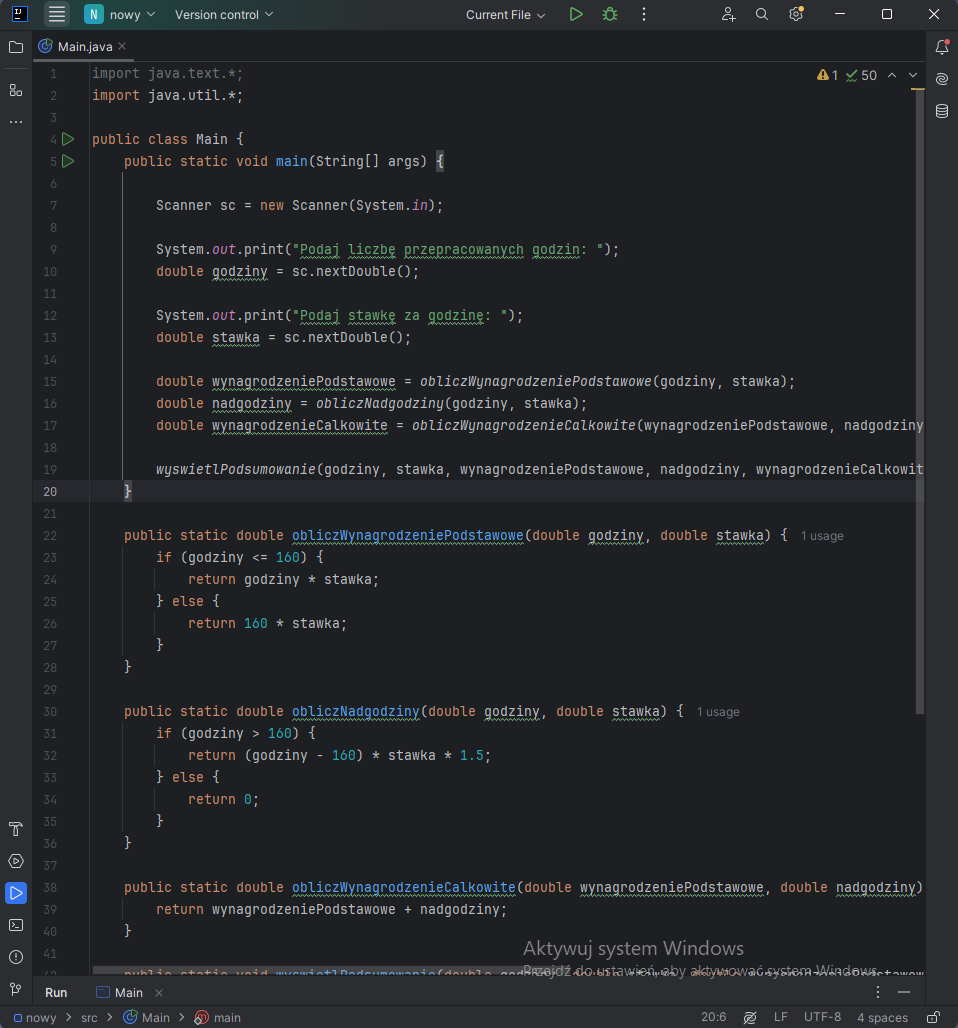 N nowy Version control Current File
Main.java
1 import java.text.*;
1 50
2 import java.util.*;
3
4 public class Main {
5 public static void main(String[] args) {
6
7 Scanner sc = new Scanner(System.in);
8
9 System.out.print("Podaj liczbę przepracowanych godzin: ");
10 double godziny = sc.nextDouble();
11
12 System.out.print("Podaj stawkę za godzinę: ");
13 double stawka = sc.nextDouble();
14
15 double wynagrodzeniePodstawowe = obliczWynagrodzeniePodstawowe(godziny, stawka);
16 double nadgodziny = obliczNadgodziny(godziny, stawka);
17 double wynagrodzenieCalkowite = obliczWynagrodzenieCalkowite(wynagrodzeniePodstawowe, nadgodziny
18
19 wyswietlPodsumowanie(godziny, stawka, wynagrodzeniePodstawowe, nadgodziny, wynagrodzenieCalkowit
20 }
21
22 public static double obliczWynagrodzeniePodstawowe(double godziny, double stawka) { 1 usage
23 if (godziny <= 160) {
24 return godziny * stawka;
25 } else {
26 return 160 * stawka;
27 }
28 }
29
30 public static double obliczNadgodziny(double godziny, double stawka) { 1 usage
31 if (godziny > 160) {
32 return (godziny - 160) * stawka * 1.5;
33 } else {
34 return 0;
35 }
36 }
37
38 public static double obliczWynagrodzenieCalkowite(double wynagrodzeniePodstawowe, double nadgodziny)
39 return wynagrodzeniePodstawowe + nadgodziny;
40 }
41
Aktywuj system Windows
Przejdź do ustawień, aby aktywować system Windows.
42 public static void wyswietlPodsumowanie(double
Run Main
nowy > src > Main > main 20:6 LF UTF-8 4 spaces